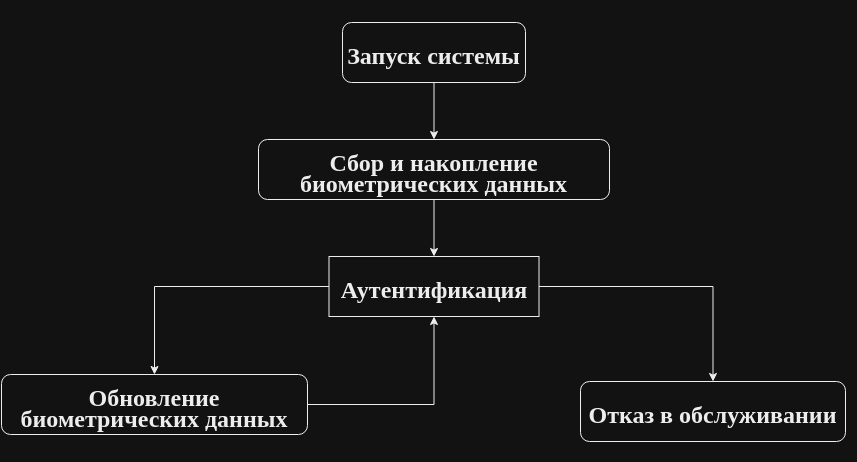 Запуск системы
Сбор и накопление
биометрических данных
Аутентификация
Обновление
биометрических данных
Отказ в обслуживании